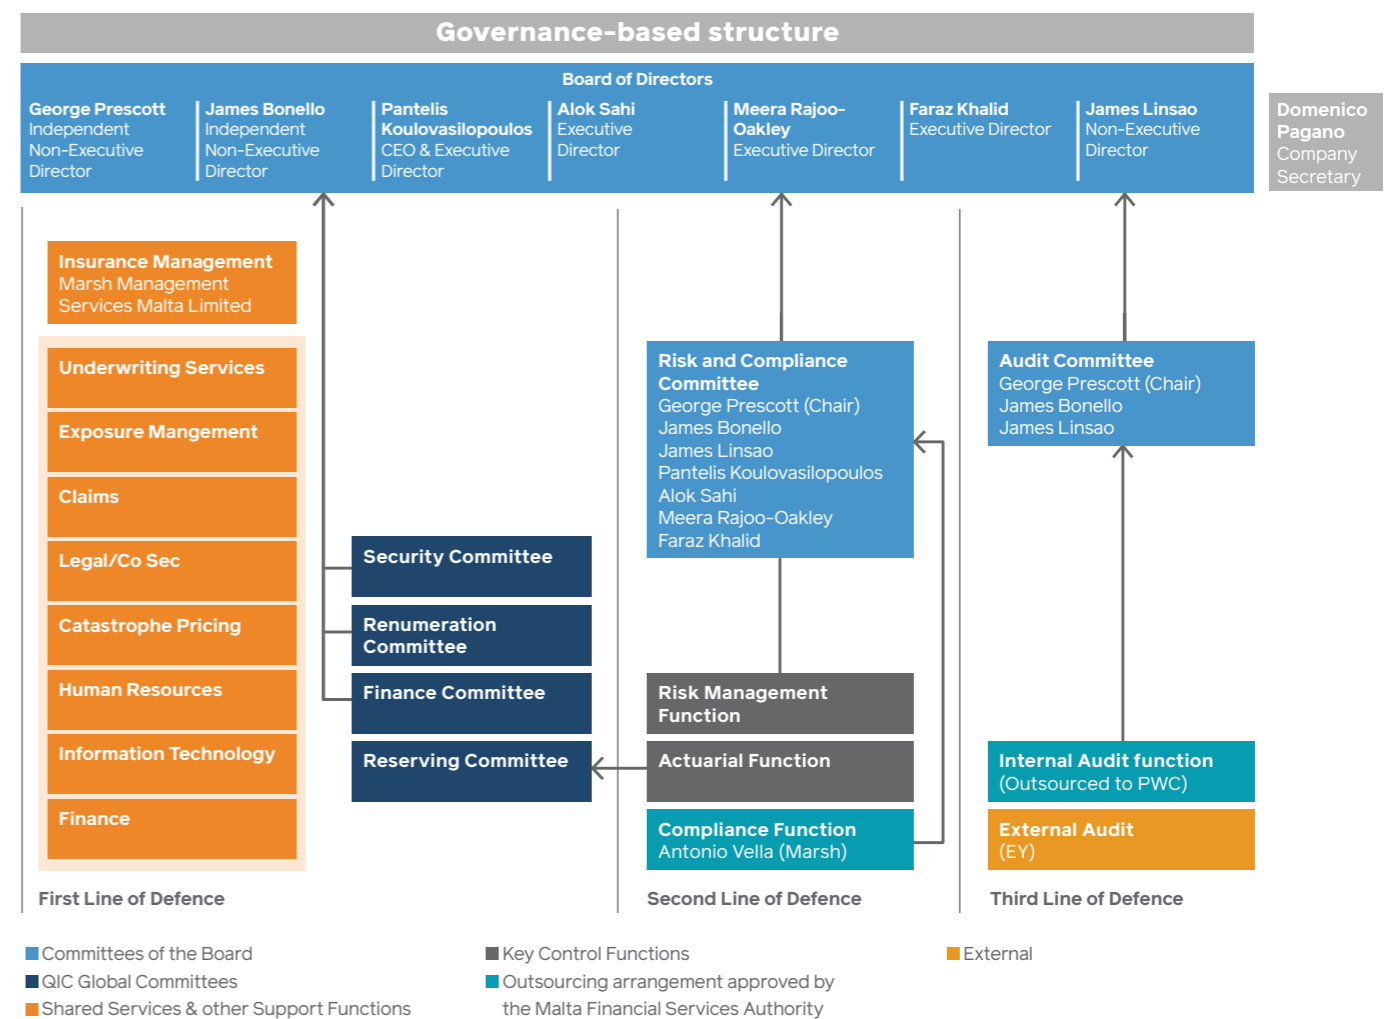 Governance-based structure
Board of Directors
George Prescott
Independent
Non-Executive
Director
James Bonello
Independent
Non-Executive
Director
Pantelis
Koulovasilopoulos
CEO & Executive
Director
Alok Sahi
Executive
Director
Meera Rajoo-
Oakley
Executive Director
Faraz Khalid
Executive Director
James Linsao
Non-Executive
Director
Domenico
Pagano
Company
Secretary
Insurance Management
Marsh Management
Services Malta Limited
Underwriting Services
Exposure Mangement
Claims
Legal/Co Sec
Catastrophe Pricing
Human Resources
Information Technology
Finance
First Line of Defence
Security Committee
Renumeration
Committee
Finance Committee
Reserving Committee
Risk and Compliance
Committee
George Prescott (Chair)
James Bonello
James Linsao
Pantelis Koulovasilopoulos
Alok Sahi
Meera Rajoo-Oakley
Faraz Khalid
Risk Management
Function
Actuarial Function
Compliance Function
Antonio Vella (Marsh)
Second Line of Defence
Audit Committee
George Prescott (Chair)
James Bonello
James Linsao
Internal Audit function
(Outsourced to PWC)
External Audit
(EY)
Third Line of Defence
Committees of the Board
QIC Global Committees
Shared Services & other Support Functions
Key Control Functions
Outsourcing arrangement approved by
the Malta Financial Services Authority
External